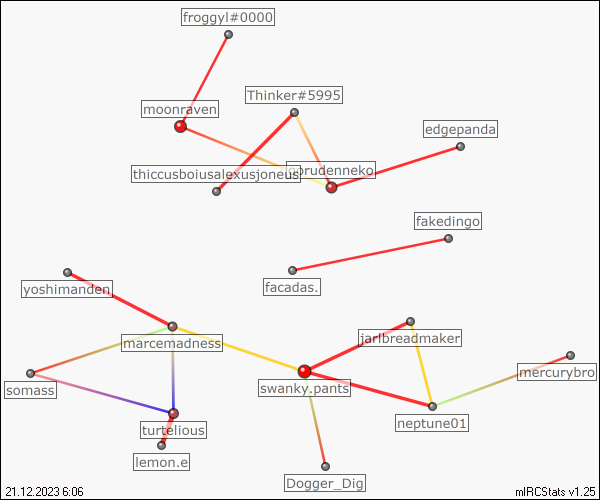 froggyl#0000
Thinker#5995
moonraven
edgepanda
thiccusboiusalexusjoneus
prudenneko
fakedingo
facadas.
yoshimanden
marcemadness
jarlbreadmaker
mercurybro
somass
swanky.pants
neptune01
turtelious
lemon.e
Dogger_Dig
21.12.2023 6:06
mIRCStats v1.25